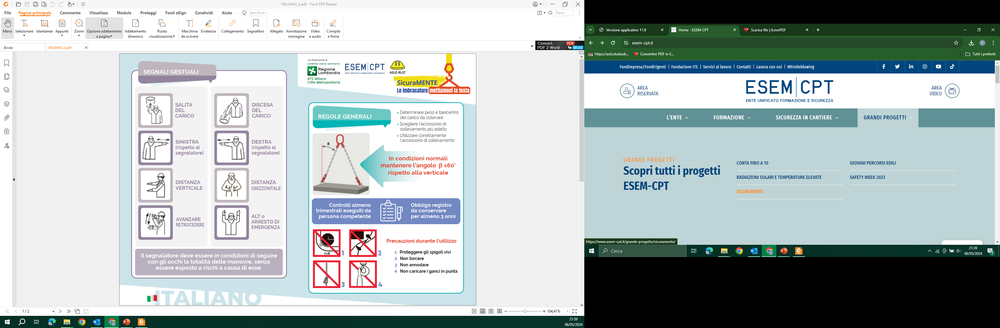 ITALIANO_2.pdf - Foxit PDF Reader
File Pagina principale Commento Visualizza Modulo Proteggi Foxit eSign Condividi Aiuto Specificar Trova
Mano Selezionare Istantanea Appunti Zoom Opzione adattamento a pagina Adattamento dinamico Ruota visualizzazione Macchina da scrivere Evidenzia Collegamento Segnalibro Allegato Annotazione immagine Video e audio Compila e firma
Avvia ITALIANO_2.pdf
Convert PDF
PDF 2 Word Word
SEGNALI GESTUALI
SALITA
DEL
CARICO
DISCESA
DEL
CARICO
SINISTRA
(rispetto al
segnalatore)
DESTRA
(rispetto al
segnalatore)
DISTANZA
VERTICALE
DISTANZA
ORIZZONTALE
AVANZARE
RETROCEDERE
ALT o
ARRESTO DI
EMERGENZA
Il segnalatore deve essere in condizioni di seguire
con gli occhi la totalità delle manovre, senza
essere esposto a rischi a causa di esse.
ITALIANO
con il patrocinio di
Sistema Socio Sanitario
Regione
Lombardia
ATS Milano
Città Metropolitana
ESEM CPT
ENTE UNIFICATO FORMAZIONE E SICUREZZA
ASLE-RLST
SicuraMENTE
Le imbracature mettiamoci la testa
REGOLE GENERALI
• Determinare peso e baricentro
del carico da sollevare
• Scegliere l'accessorio di
sollevamento più adatto
• Utilizzare correttamente
l'accessorio di sollevamento
β
In condizioni normali
mantenere l'angolo β <60°
rispetto alla verticale
Controlli almeno
trimestrali eseguiti da
persona competente
Obbligo registro
da conservare
per almeno 3 anni
r
d
r≤d
1
2
3
4
Precauzioni durante l'utilizzo
1 Proteggere gli spigoli vivi
2 Non torcere
3 Non annodare
4 Non caricare i ganci in punta
1 / 2
104,41%
21:39
06/05/2024
Versione applicativo 11.9 Home - ESEM-CPT Scarica file | iLovePDF
esem-cpt.it
D
https://asit.studiodi... Convertire PDF in E... Tutti i preferiti
Fondimpresa/Fondirigenti | Fondazione ITS | Servizi al lavoro | Contatti | Lavora con noi | Whistleblowing
AREA
RISERVATA
ESEM CPT
ENTE UNIFICATO FORMAZIONE E SICUREZZA
AREA
VIDEO
L'ENTE FORMAZIONE SICUREZZA IN CANTIERE GRANDI PROGETTI
GRANDI PROGETTI
Scopri tutti i progetti
ESEM-CPT
CONTA FINO A 10
RADIAZIONI SOLARI E TEMPERATURE ELEVATE
SICURAMENTE
GIOVANI PERCORSI EDILI
SAFETY WEEK 2023
https://www.esem-cpt.it/grande-progetto/sicuramente/
Cerca
21:39
06/05/2024
1